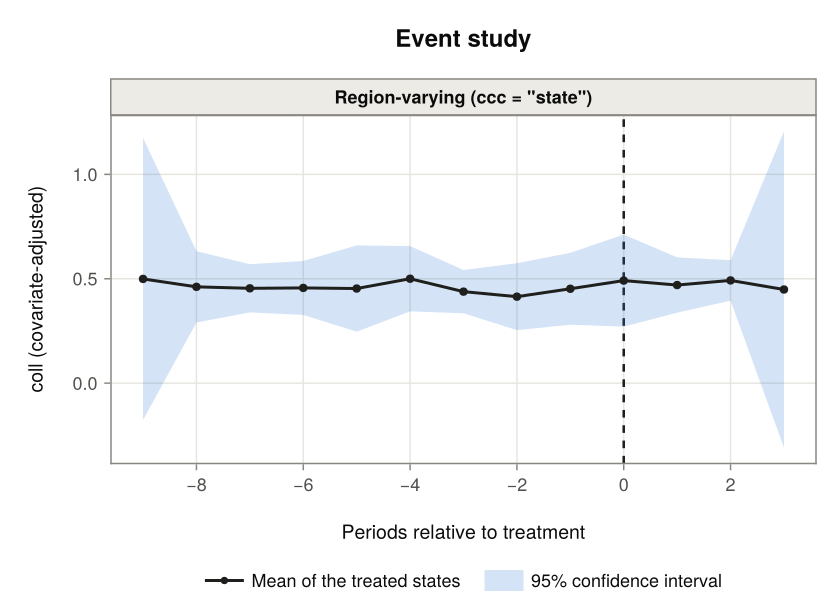 Event study
Region-varying (ccc = "state")
coll (covariate-adjusted)
1.0
0.5
0.0
−8 −6 −4 −2 0 2
Periods relative to treatment
Mean of the treated states 95% confidence interval